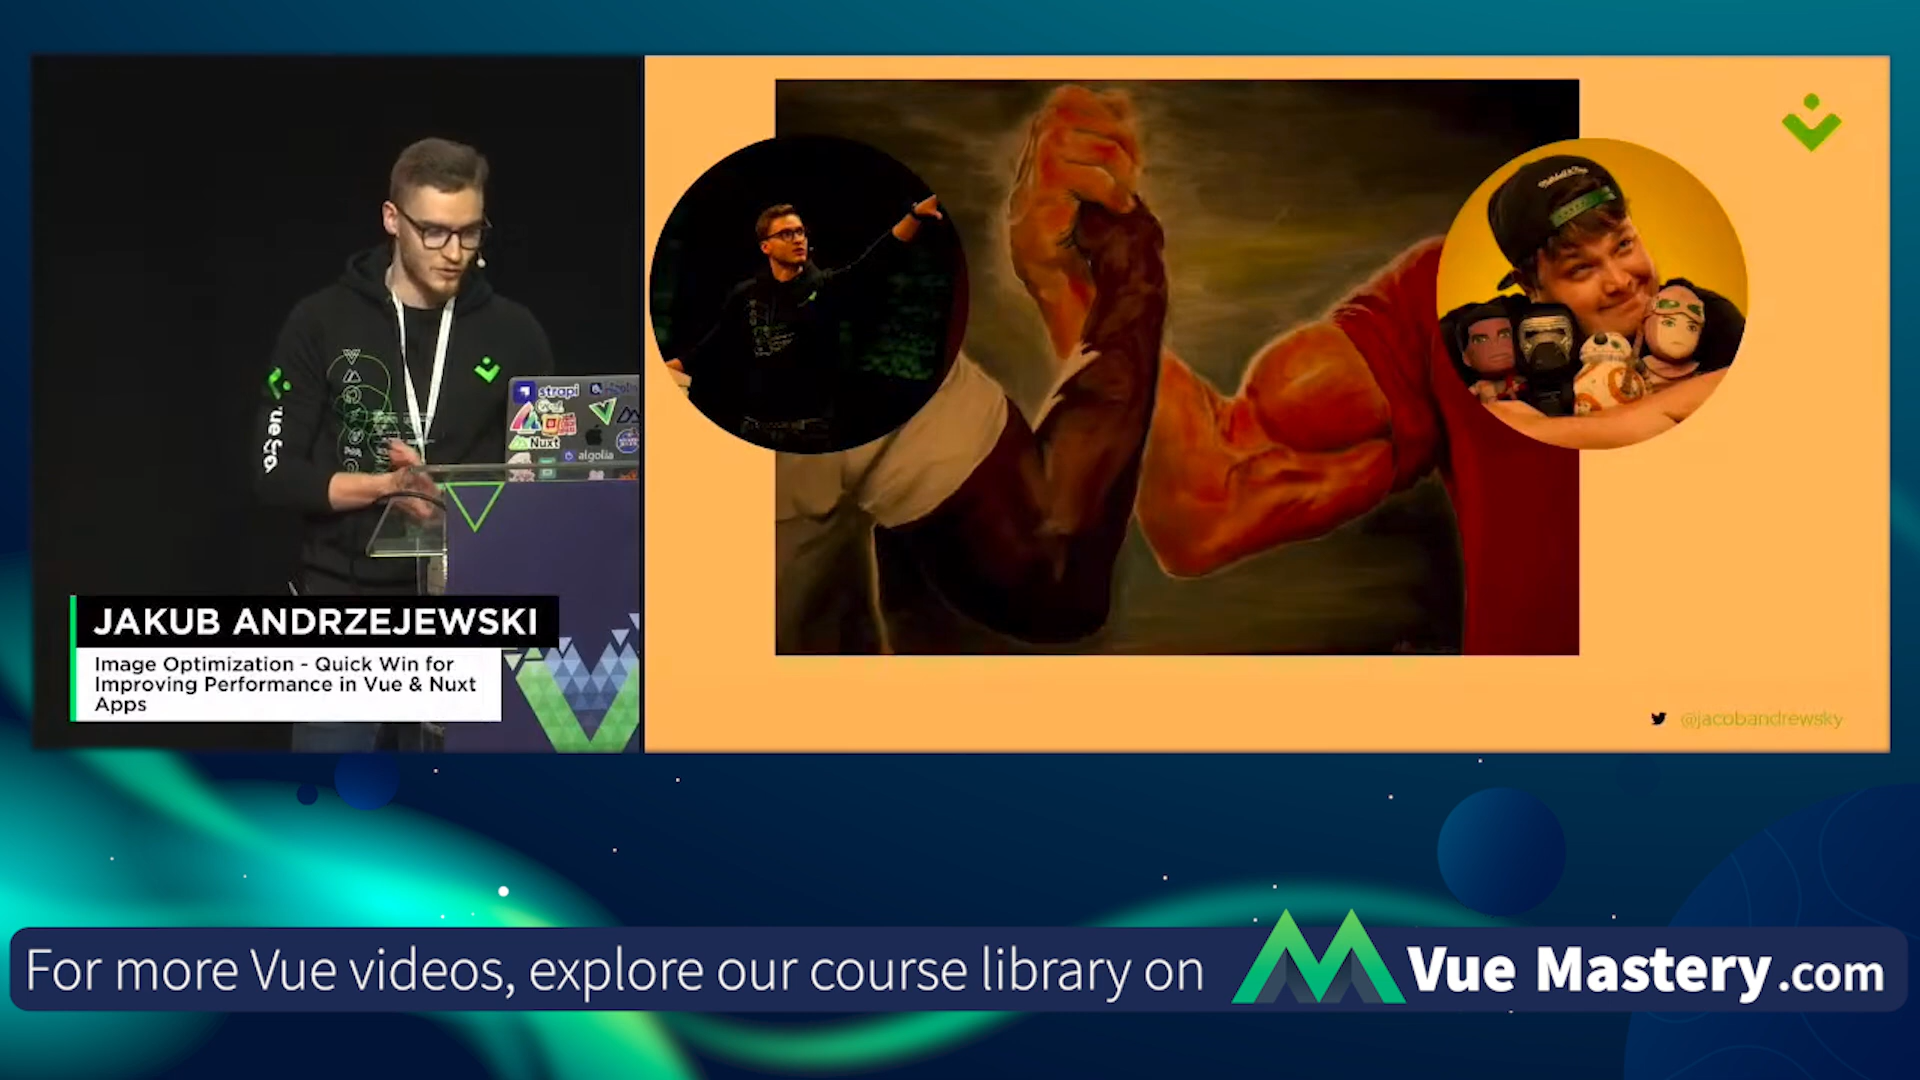 strapi
Nuxt
algolia
JAKUB ANDRZEJEWSKI
Image Optimization - Quick Win for
Improving Performance in Vue & Nuxt
Apps
@jacobandrewsky
For more Vue videos, explore our course library on
Vue Mastery.com